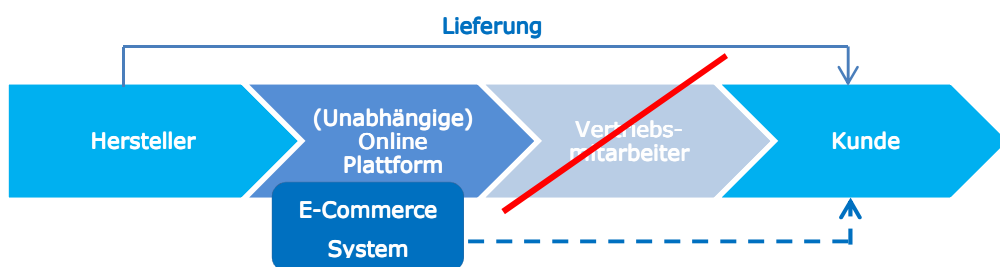 Lieferung
Hersteller
(Unabhängige)
Online
Plattform
Vertriebs-
mitarbeiter
Kunde
E-Commerce
System